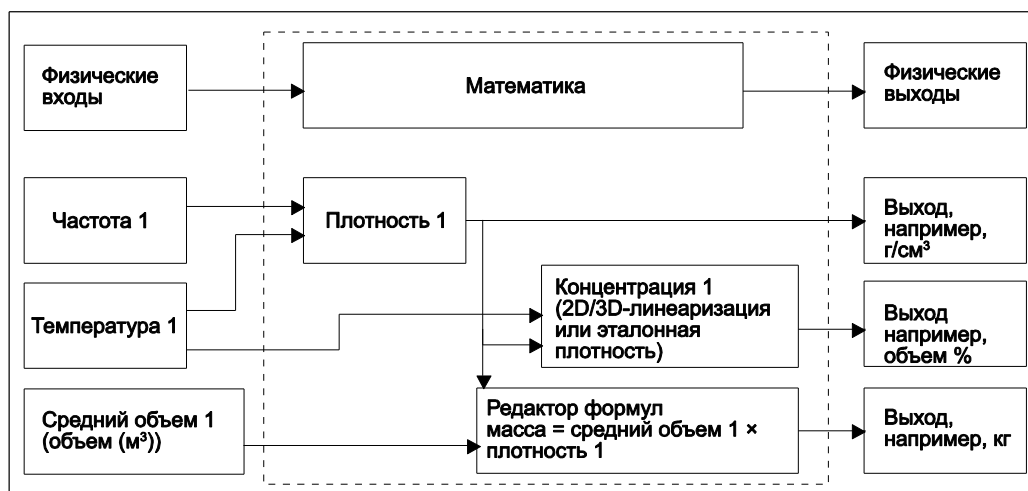 Физические
входы
Математика
Физические
выходы
Частота 1
Плотность 1
Выход,
например,
г/см³
Температура 1
Концентрация 1
(2D/3D-линеаризация
или эталонная
плотность)
Выход
например,
объем %
Средний объем 1
(объем (м³))
Редактор формул
масса = средний объем 1 ×
плотность 1
Выход,
например, кг